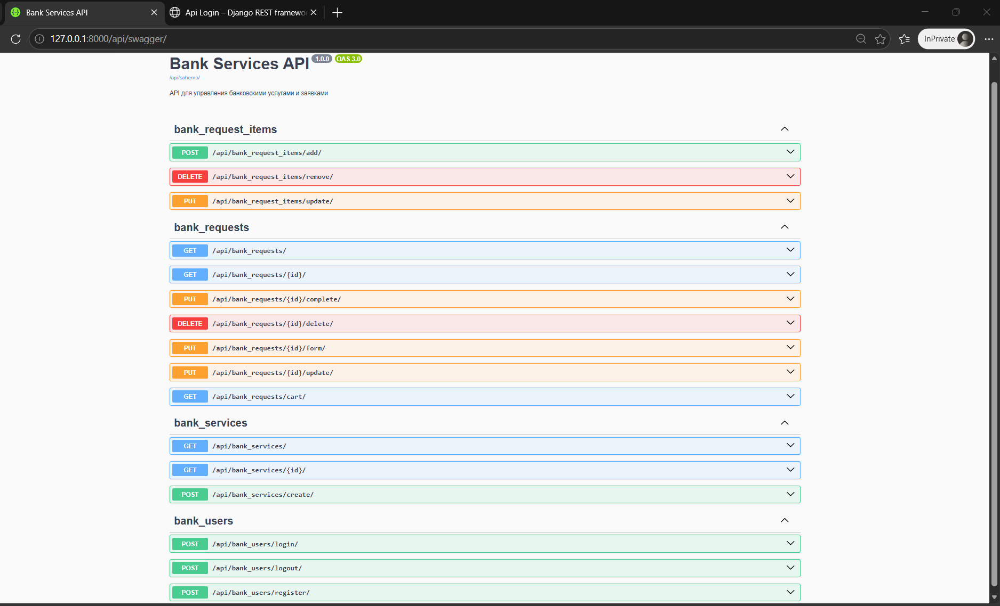 Bank Services API
Api Login – Django REST framewo
127.0.0.1:8000/api/swagger/
InPrivate
Bank Services API 1.0.0 OAS 3.0
/api/schema/
API для управления банковскими услугами и заявками
bank_request_items
POST /api/bank_request_items/add/
DELETE /api/bank_request_items/remove/
PUT /api/bank_request_items/update/
bank_requests
GET /api/bank_requests/
GET /api/bank_requests/{id}/
PUT /api/bank_requests/{id}/complete/
DELETE /api/bank_requests/{id}/delete/
PUT /api/bank_requests/{id}/form/
PUT /api/bank_requests/{id}/update/
GET /api/bank_requests/cart/
bank_services
GET /api/bank_services/
GET /api/bank_services/{id}/
POST /api/bank_services/create/
bank_users
POST /api/bank_users/login/
POST /api/bank_users/logout/
POST /api/bank_users/register/